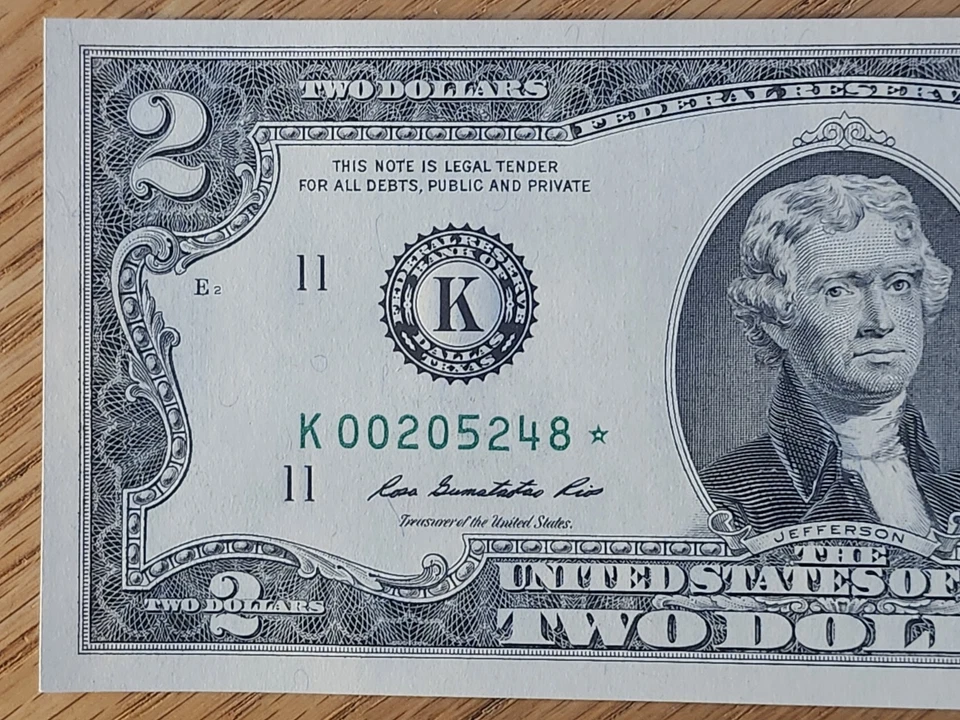 TWO DOLLARS
FEDERAL RESERV
2
THIS NOTE IS LEGAL TENDER
FOR ALL DEBTS, PUBLIC AND PRIVATE
E2
11
FEDERAL RESERVE
BANK OF
K
DALLAS
TEXAS
K 00205248 ☆
11
Rosa Gumataotao Rios
Treasurer of the United States.
JEFFERSON
THE
UNITED STATES OF
2
TWO DOLLARS
TWO DOL